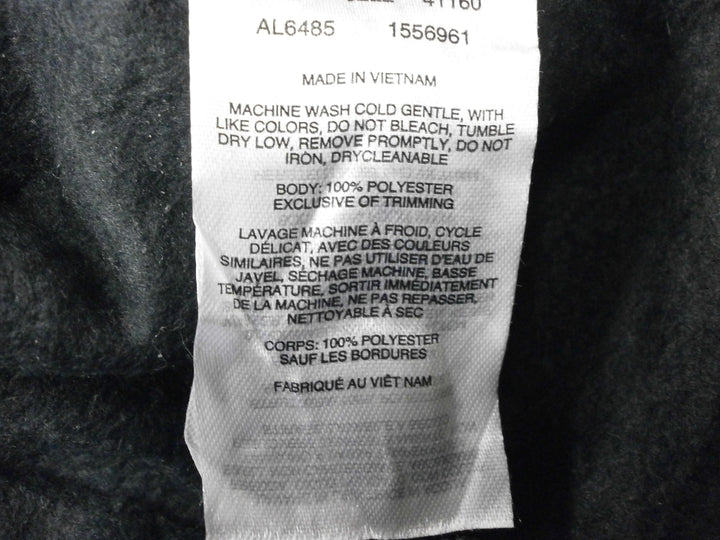 41160
AL6485 1556961
MADE IN VIETNAM
MACHINE WASH COLD GENTLE, WITH
LIKE COLORS, DO NOT BLEACH, TUMBLE
DRY LOW, REMOVE PROMPTLY, DO NOT
IRON, DRYCLEANABLE
BODY: 100% POLYESTER
EXCLUSIVE OF TRIMMING
LAVAGE MACHINE À FROID, CYCLE
DÉLICAT, AVEC DES COULEURS
SIMILAIRES, NE PAS UTILISER D'EAU DE
JAVEL, SÉCHAGE MACHINE, BASSE
TEMPÉRATURE, SORTIR IMMÉDIATEMENT
DE LA MACHINE, NE PAS REPASSER,
NETTOYABLE À SEC
CORPS: 100% POLYESTER
SAUF LES BORDURES
FABRIQUÉ AU VIÊT NAM